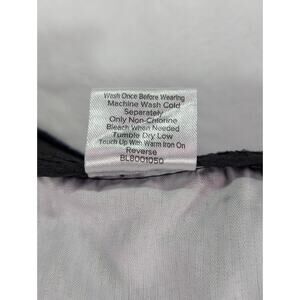 Wash Once Before Wearing
Machine Wash Cold
Separately
Only Non-Chlorine
Bleach When Needed
Tumble Dry Low
Touch Up With Warm Iron On
Reverse
BL8001050